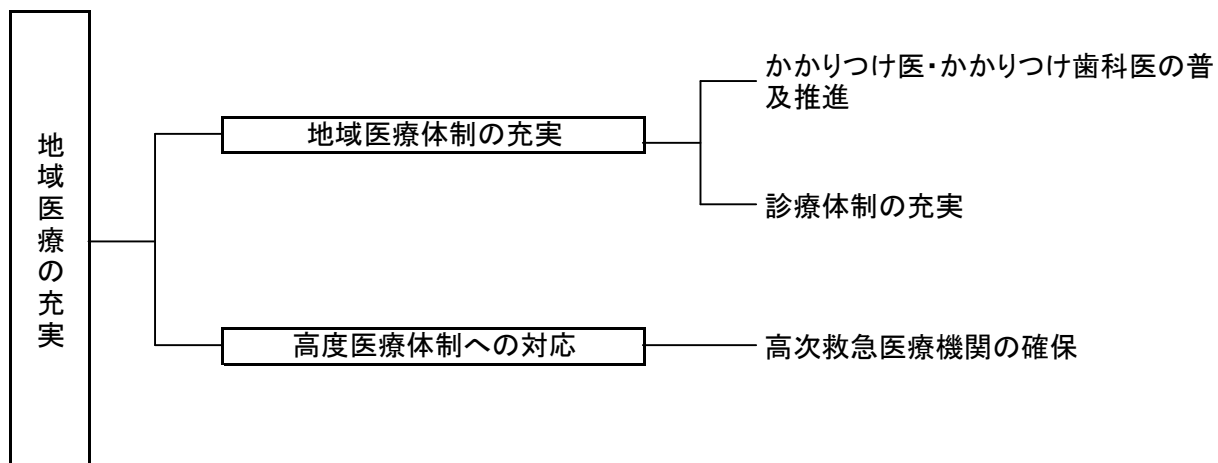 地域医療の充実
地域医療体制の充実
かかりつけ医・かかりつけ歯科医の普
及推進
診療体制の充実
高度医療体制への対応
高次救急医療機関の確保